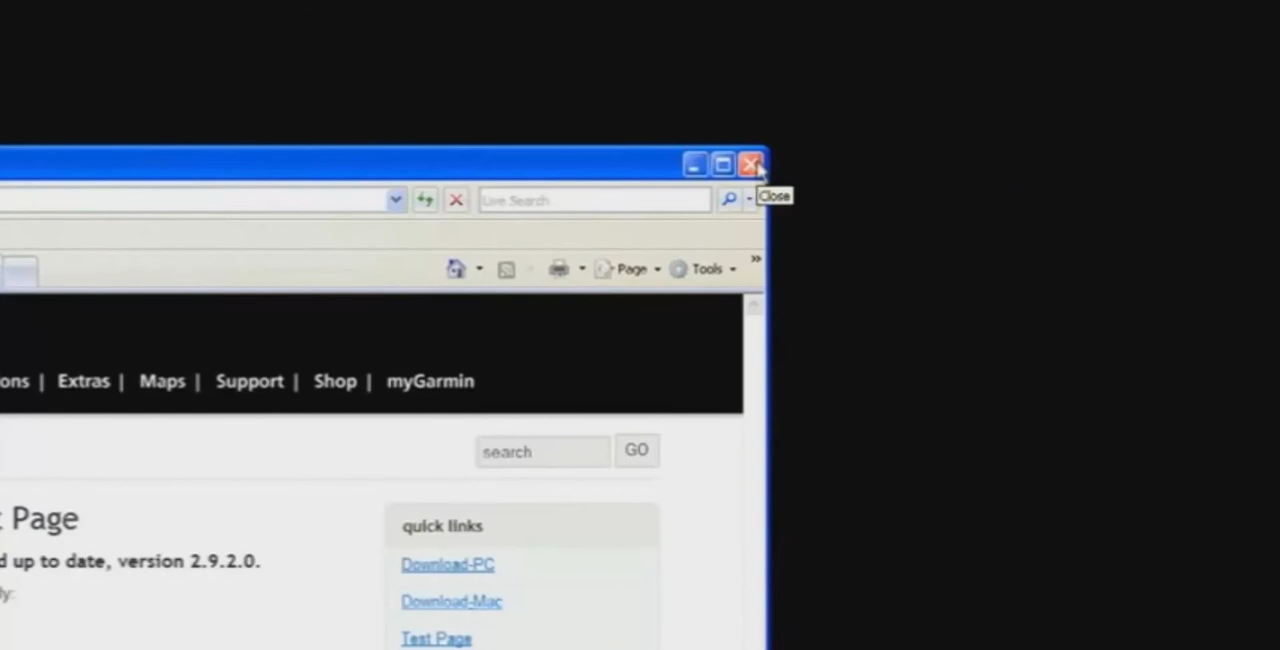 Live Search
Close
Page
Tools
ons | Extras | Maps | Support | Shop | myGarmin
search
GO
: Page
quick links
d up to date, version 2.9.2.0.
Download-PC
ly:
Download-Mac
Test Page